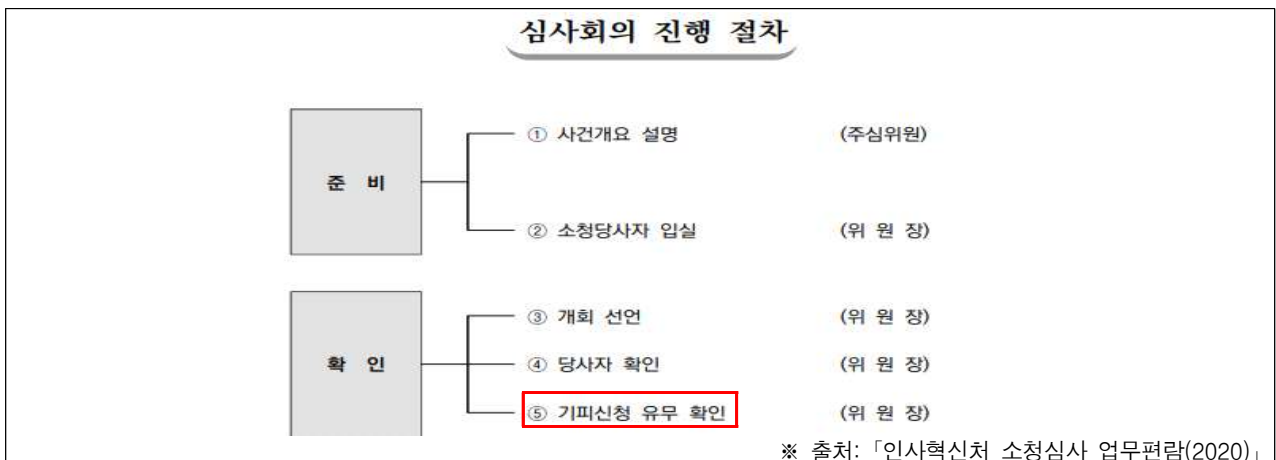 심사회의 진행 절차
① 사건개요 설명 (주심위원)
준 비
② 소청당사자 입실 (위 원 장)
③ 개회 선언 (위 원 장)
확 인 ④ 당사자 확인 (위 원 장)
⑤ 기피신청 유무 확인 (위 원 장)
※ 출처:「인사혁신처 소청심사 업무편람(2020)」